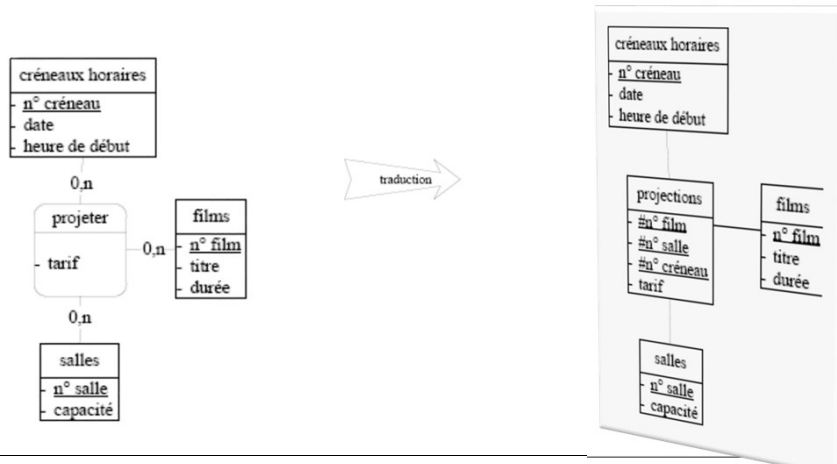 créneaux horaires
- n° créneau
- date
- heure de début
0,n
projeter
- tarif
0,n
films
- n° film
- titre
- durée
0,n
salles
- n° salle
- capacité
traduction
créneaux horaires
- n° créneau
- date
- heure de début
projections
- #n° film
- #n° salle
- #n° créneau
- tarif
films
- n° film
- titre
- durée
salles
- n° salle
- capacité